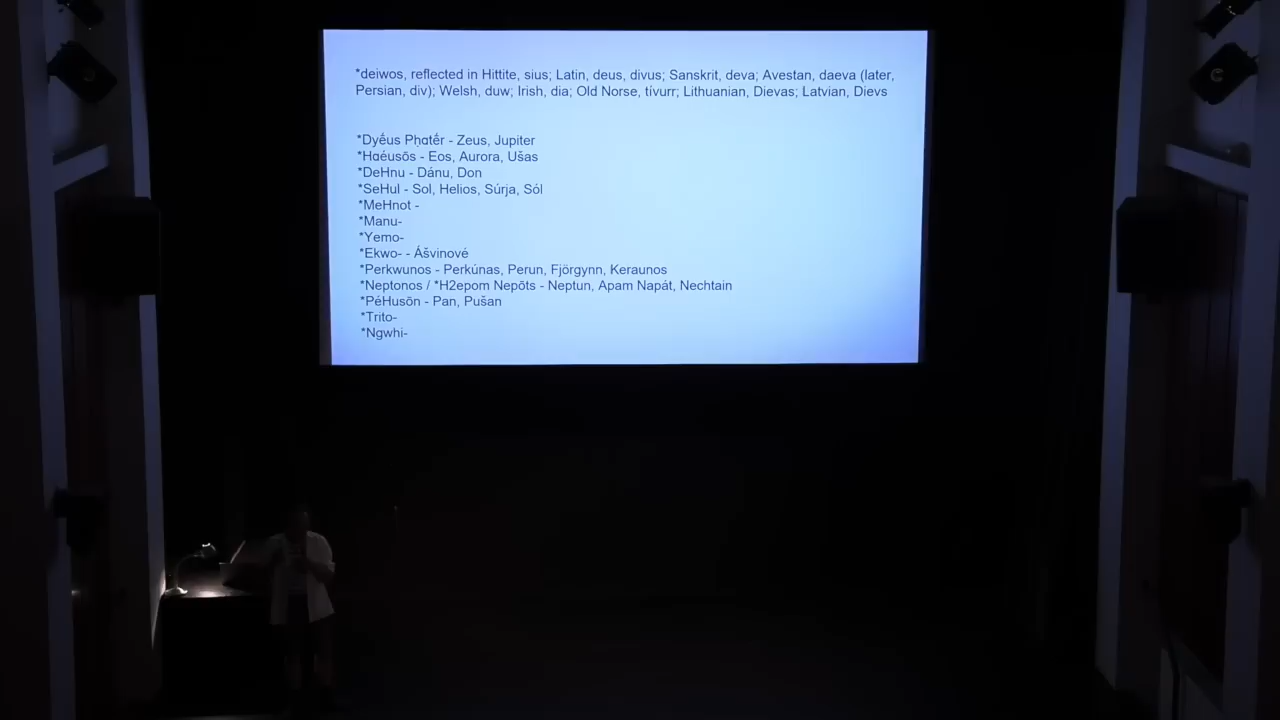 *deiwos, reflected in Hittite, sius; Latin, deus, divus; Sanskrit, deva; Avestan, daeva (later,
Persian, div); Welsh, duw; Irish, dia; Old Norse, tívurr; Lithuanian, Dievas; Latvian, Dievs
*Dyḗus Pḥatḗr - Zeus, Jupiter
*Haéusōs - Eos, Aurora, Ušas
*DeHnu - Dánu, Don
*SeHul - Sol, Helios, Súrja, Sól
*MeHnot -
*Manu-
*Yemo-
*Ekwo- - Ášvinové
*Perkwunos - Perkúnas, Perun, Fjörgynn, Keraunos
*Neptonos / *H2epom Nepōts - Neptun, Apam Napát, Nechtain
*PéHusōn - Pan, Pušan
*Trito-
*Ngwhi-